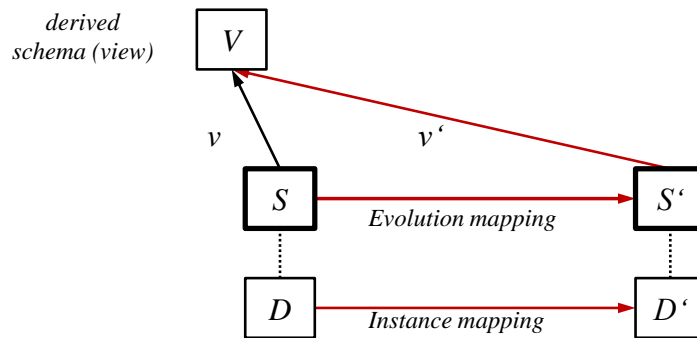 derived
schema (view)
V
v
v‘
S
Evolution mapping
S‘
D
Instance mapping
D‘